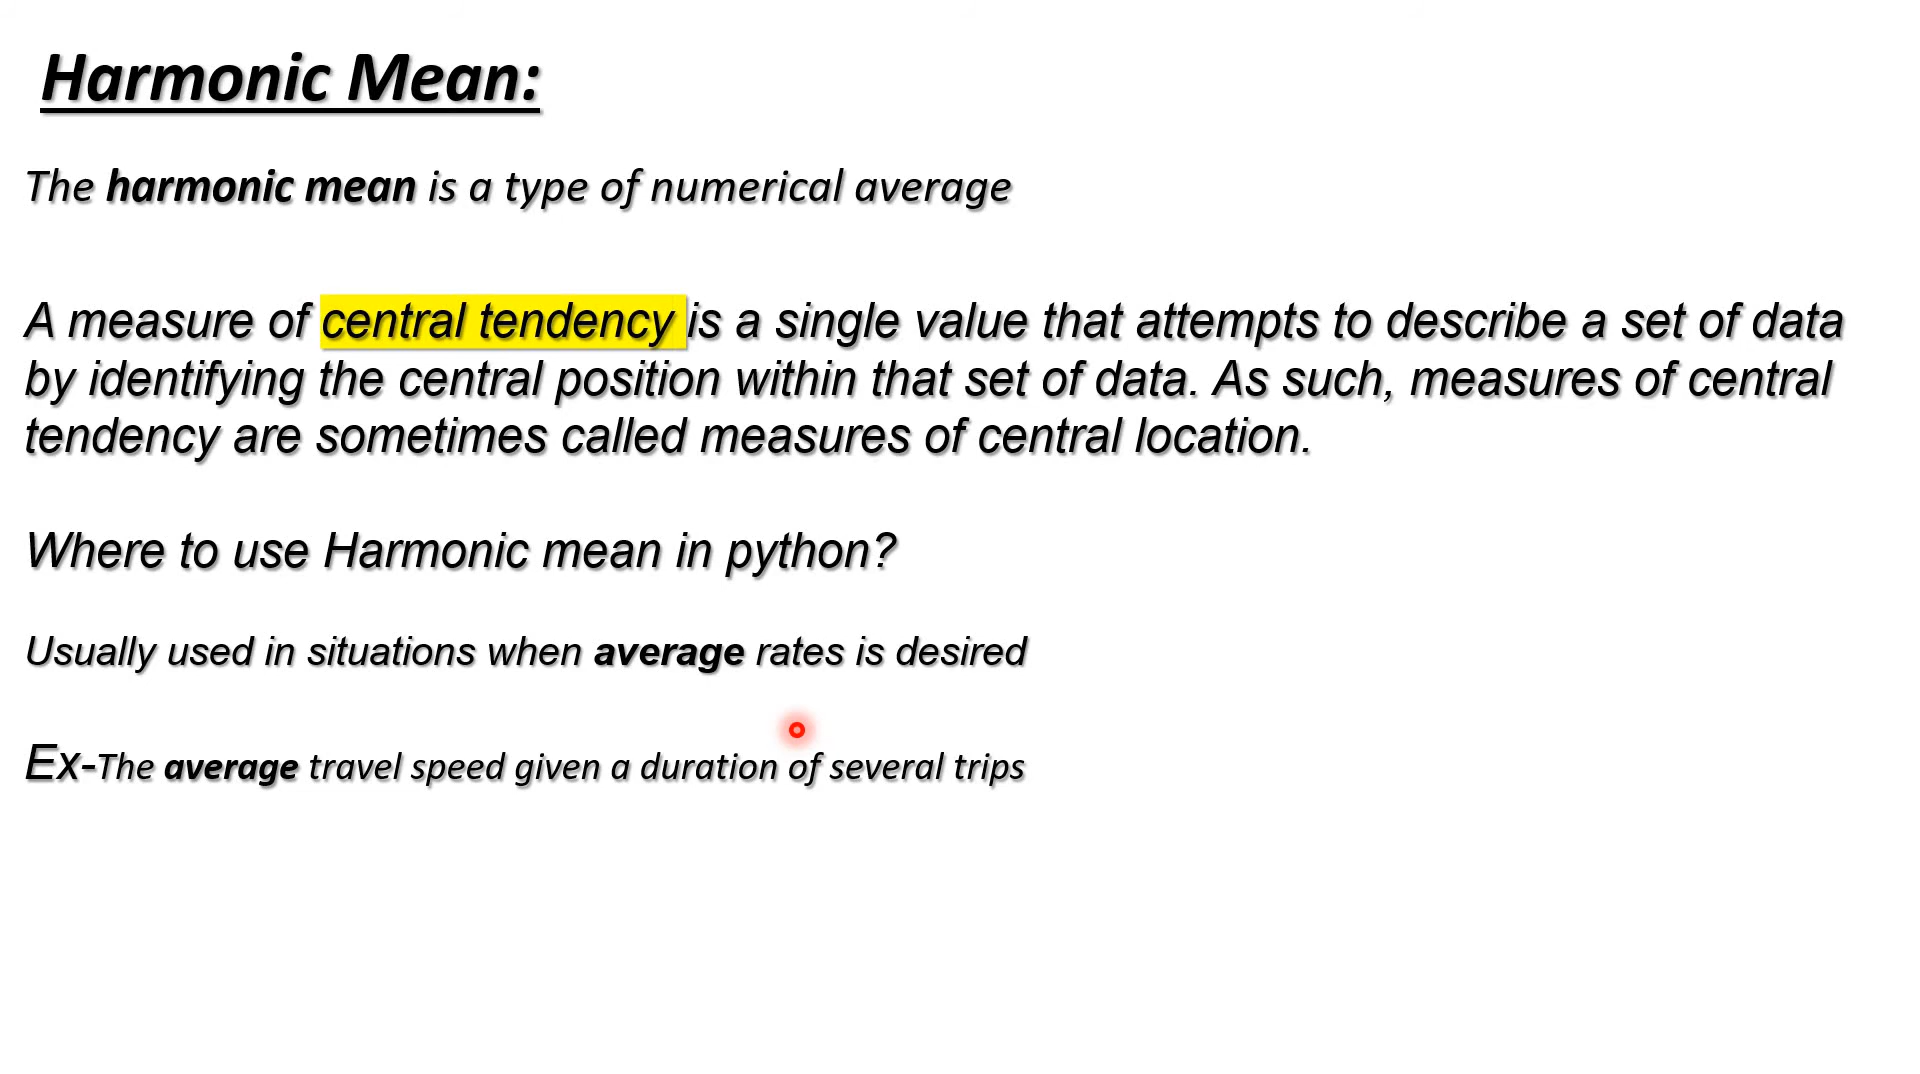 Harmonic Mean:
The harmonic mean is a type of numerical average
A measure of central tendency is a single value that attempts to describe a set of data
by identifying the central position within that set of data. As such, measures of central
tendency are sometimes called measures of central location.
Where to use Harmonic mean in python?
Usually used in situations when average rates is desired
Ex-The average travel speed given a duration of several trips